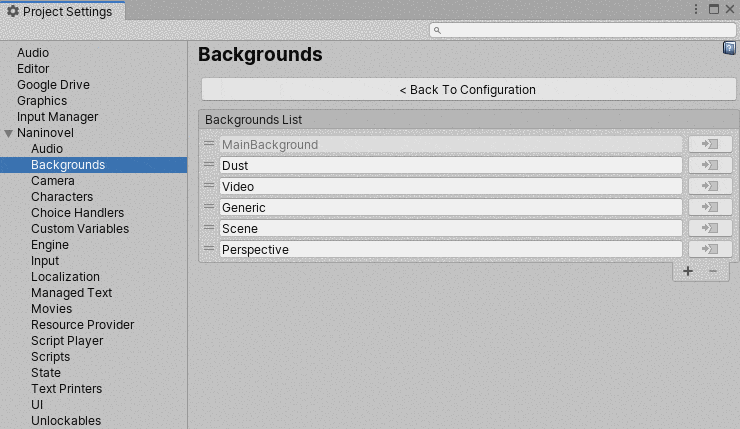 Project Settings
Audio
Editor
Google Drive
Graphics
Input Manager
Naninovel
Audio
Backgrounds
Camera
Characters
Choice Handlers
Custom Variables
Engine
Input
Localization
Managed Text
Movies
Resource Provider
Script Player
Scripts
State
Text Printers
UI
Unlockables
Backgrounds
< Back To Configuration
Backgrounds List
MainBackground
Dust
Video
Generic
Scene
Perspective